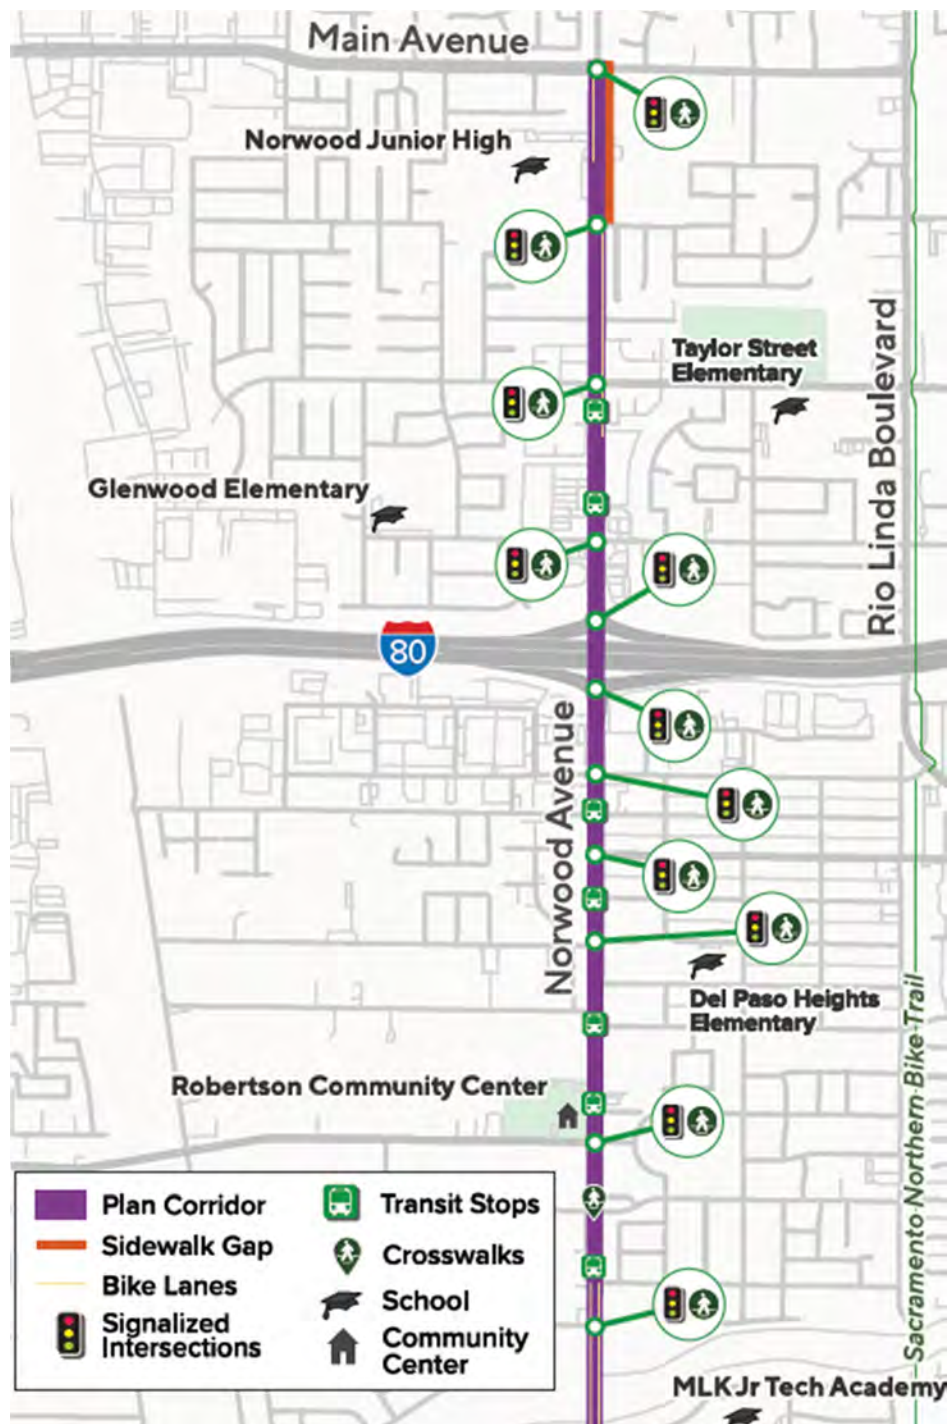 Main Avenue
Norwood Junior High
Taylor Street
Elementary
Rio Linda Boulevard
Glenwood Elementary
80
Norwood Avenue
Del Paso Heights
Elementary
Sacramento Northern Bike Trail
Robertson Community Center
Plan Corridor
Sidewalk Gap
Bike Lanes
Signalized
Intersections
Transit Stops
Crosswalks
School
Community
Center
MLK Jr Tech Academy